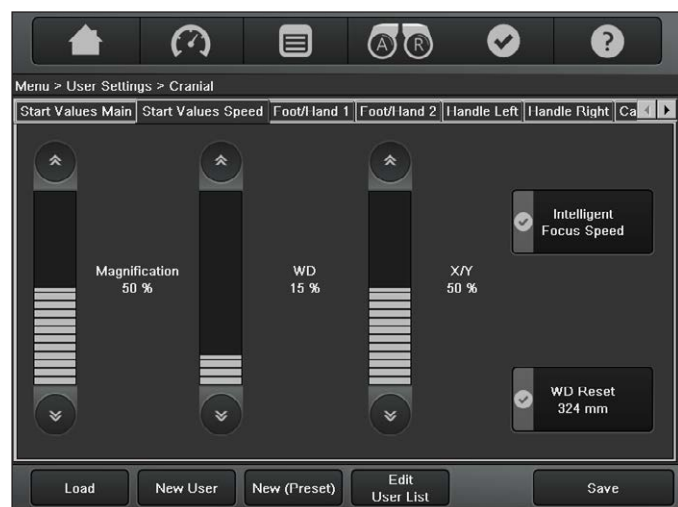 A R ?
Menu > User Settings > Cranial
Start Values Main Start Values Speed Foot/Hand 1 Foot/Hand 2 Handle Left Handle Right Ca
Magnification
50 %
WD
15 %
X/Y
50 %
Intelligent
Focus Speed
WD Reset
324 mm
Load
New User
New (Preset)
Edit
User List
Save